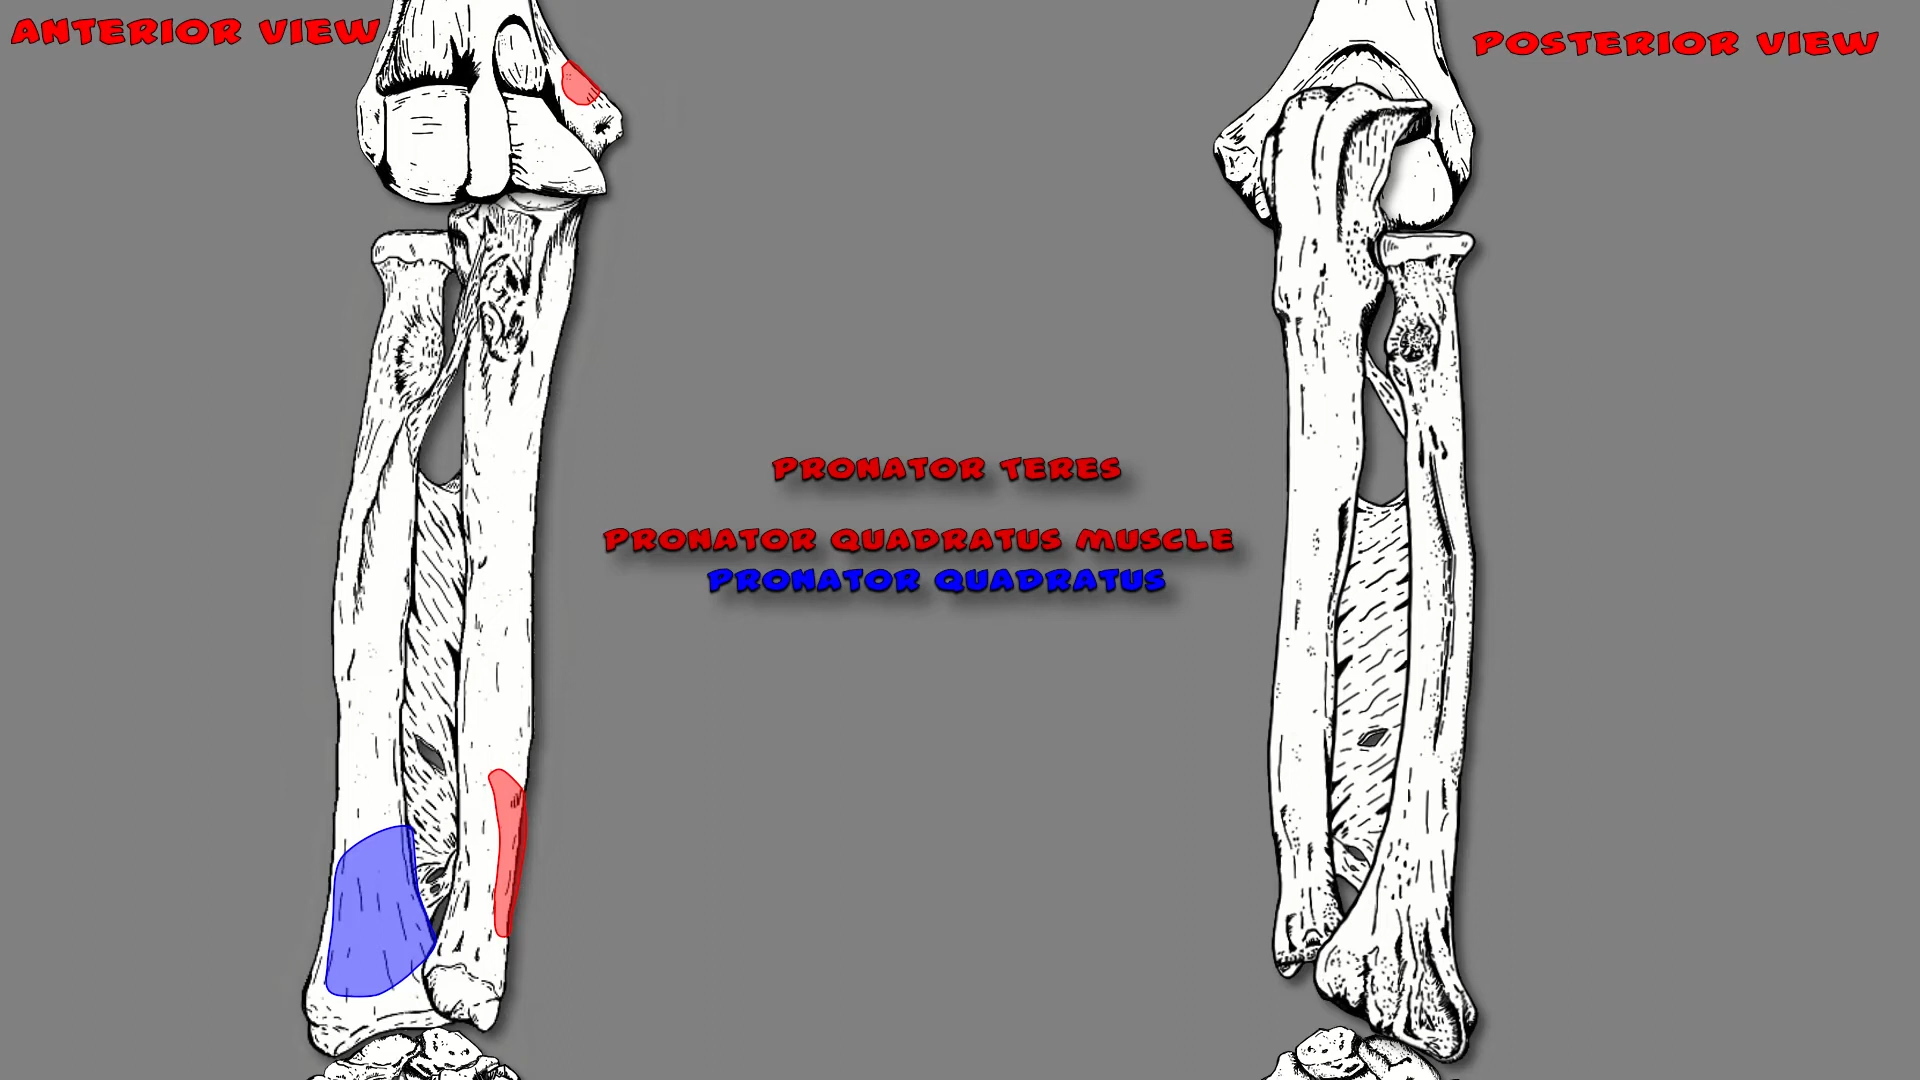 ANTERIOR VIEW
POSTERIOR VIEW
PRONATOR TERES
PRONATOR QUADRATUS MUSCLE
PRONATOR QUADRATUS